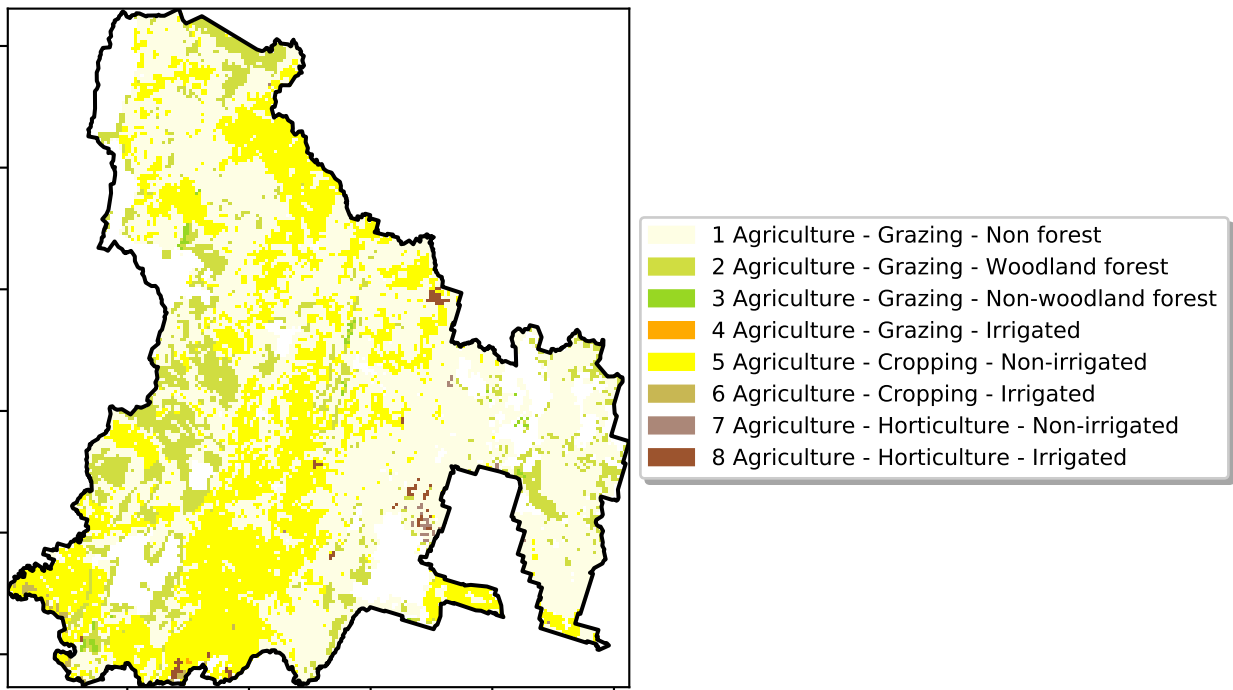 1 Agriculture - Grazing - Non forest
2 Agriculture - Grazing - Woodland forest
3 Agriculture - Grazing - Non-woodland forest
4 Agriculture - Grazing - Irrigated
5 Agriculture - Cropping - Non-irrigated
6 Agriculture - Cropping - Irrigated
7 Agriculture - Horticulture - Non-irrigated
8 Agriculture - Horticulture - Irrigated